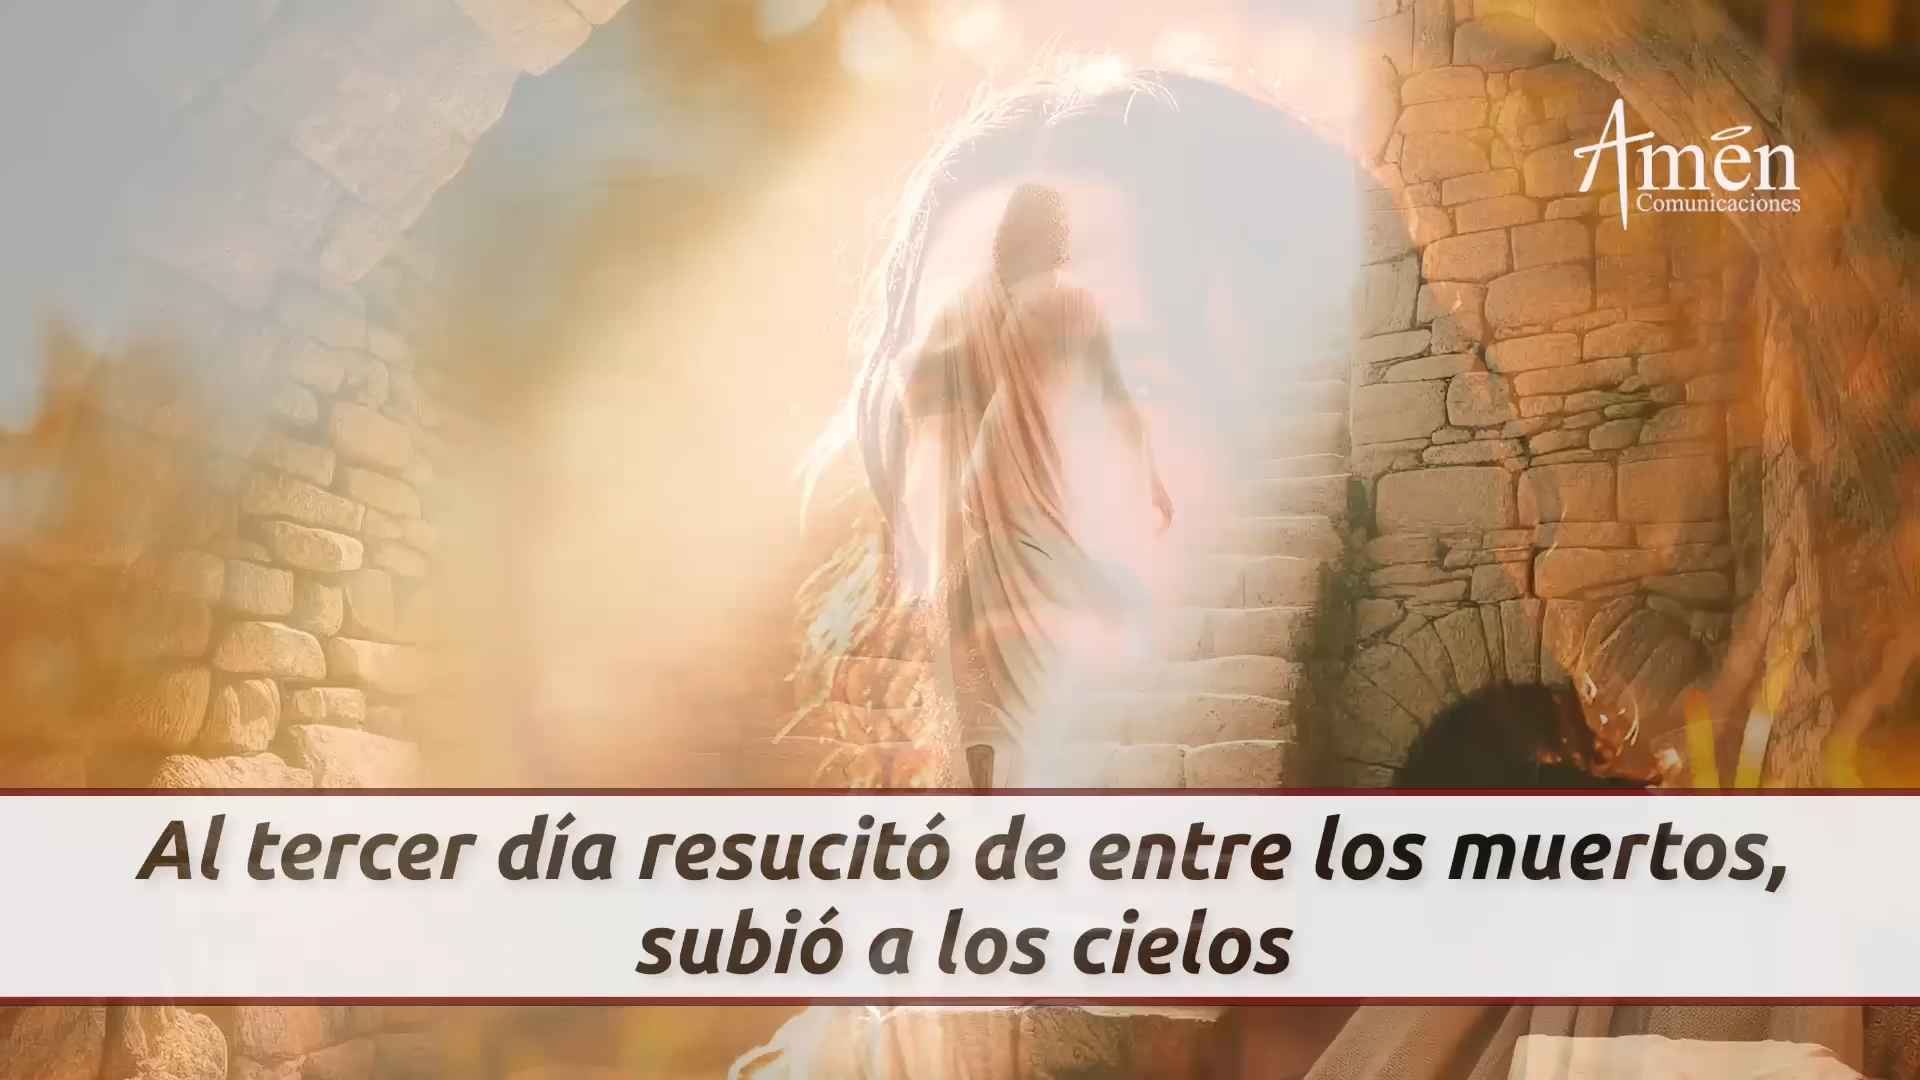 Amén
Comunicaciones
Al tercer día resucitó de entre los muertos,
subió a los cielos